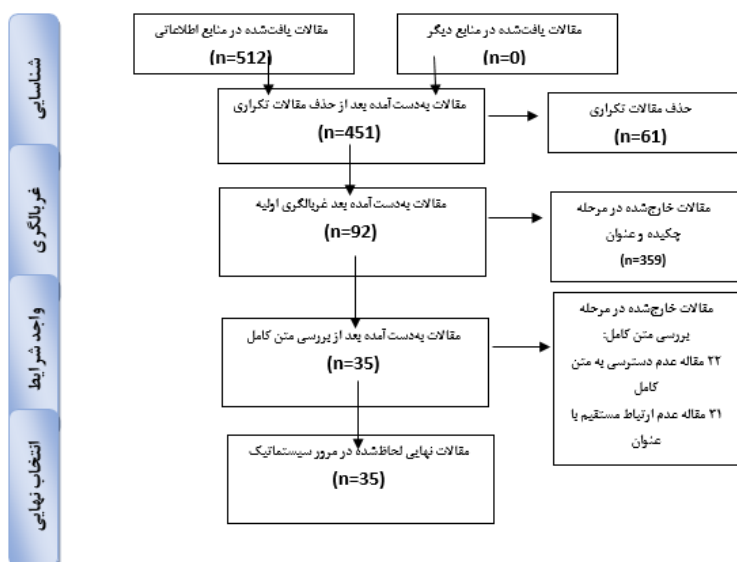 شناسایی
مقالات یافت‌شده در منابع دیگر
(n=0)
مقالات یافت‌شده در منابع اطلاعاتی
(n=512)
مقالات به‌دست‌آمده بعد از حذف مقالات تکراری
(n=451)
حذف مقالات تکراری
(n=61)
غربالگری
مقالات به‌دست‌آمده بعد غربالگری اولیه
(n=92)
مقالات خارج‌شده در مرحله
چکیده و عنوان
(n=359)
واجد شرایط
مقالات به‌دست‌آمده بعد از بررسی متن کامل
(n=35)
مقالات خارج‌شده در مرحله
بررسی متن کامل:
۲۲ مقاله عدم دسترسی به متن
کامل
۳۱ مقاله عدم ارتباط مستقیم با
عنوان
انتخاب نهایی
مقالات نهایی لحاظ‌شده در مرور سیستماتیک
(n=35)